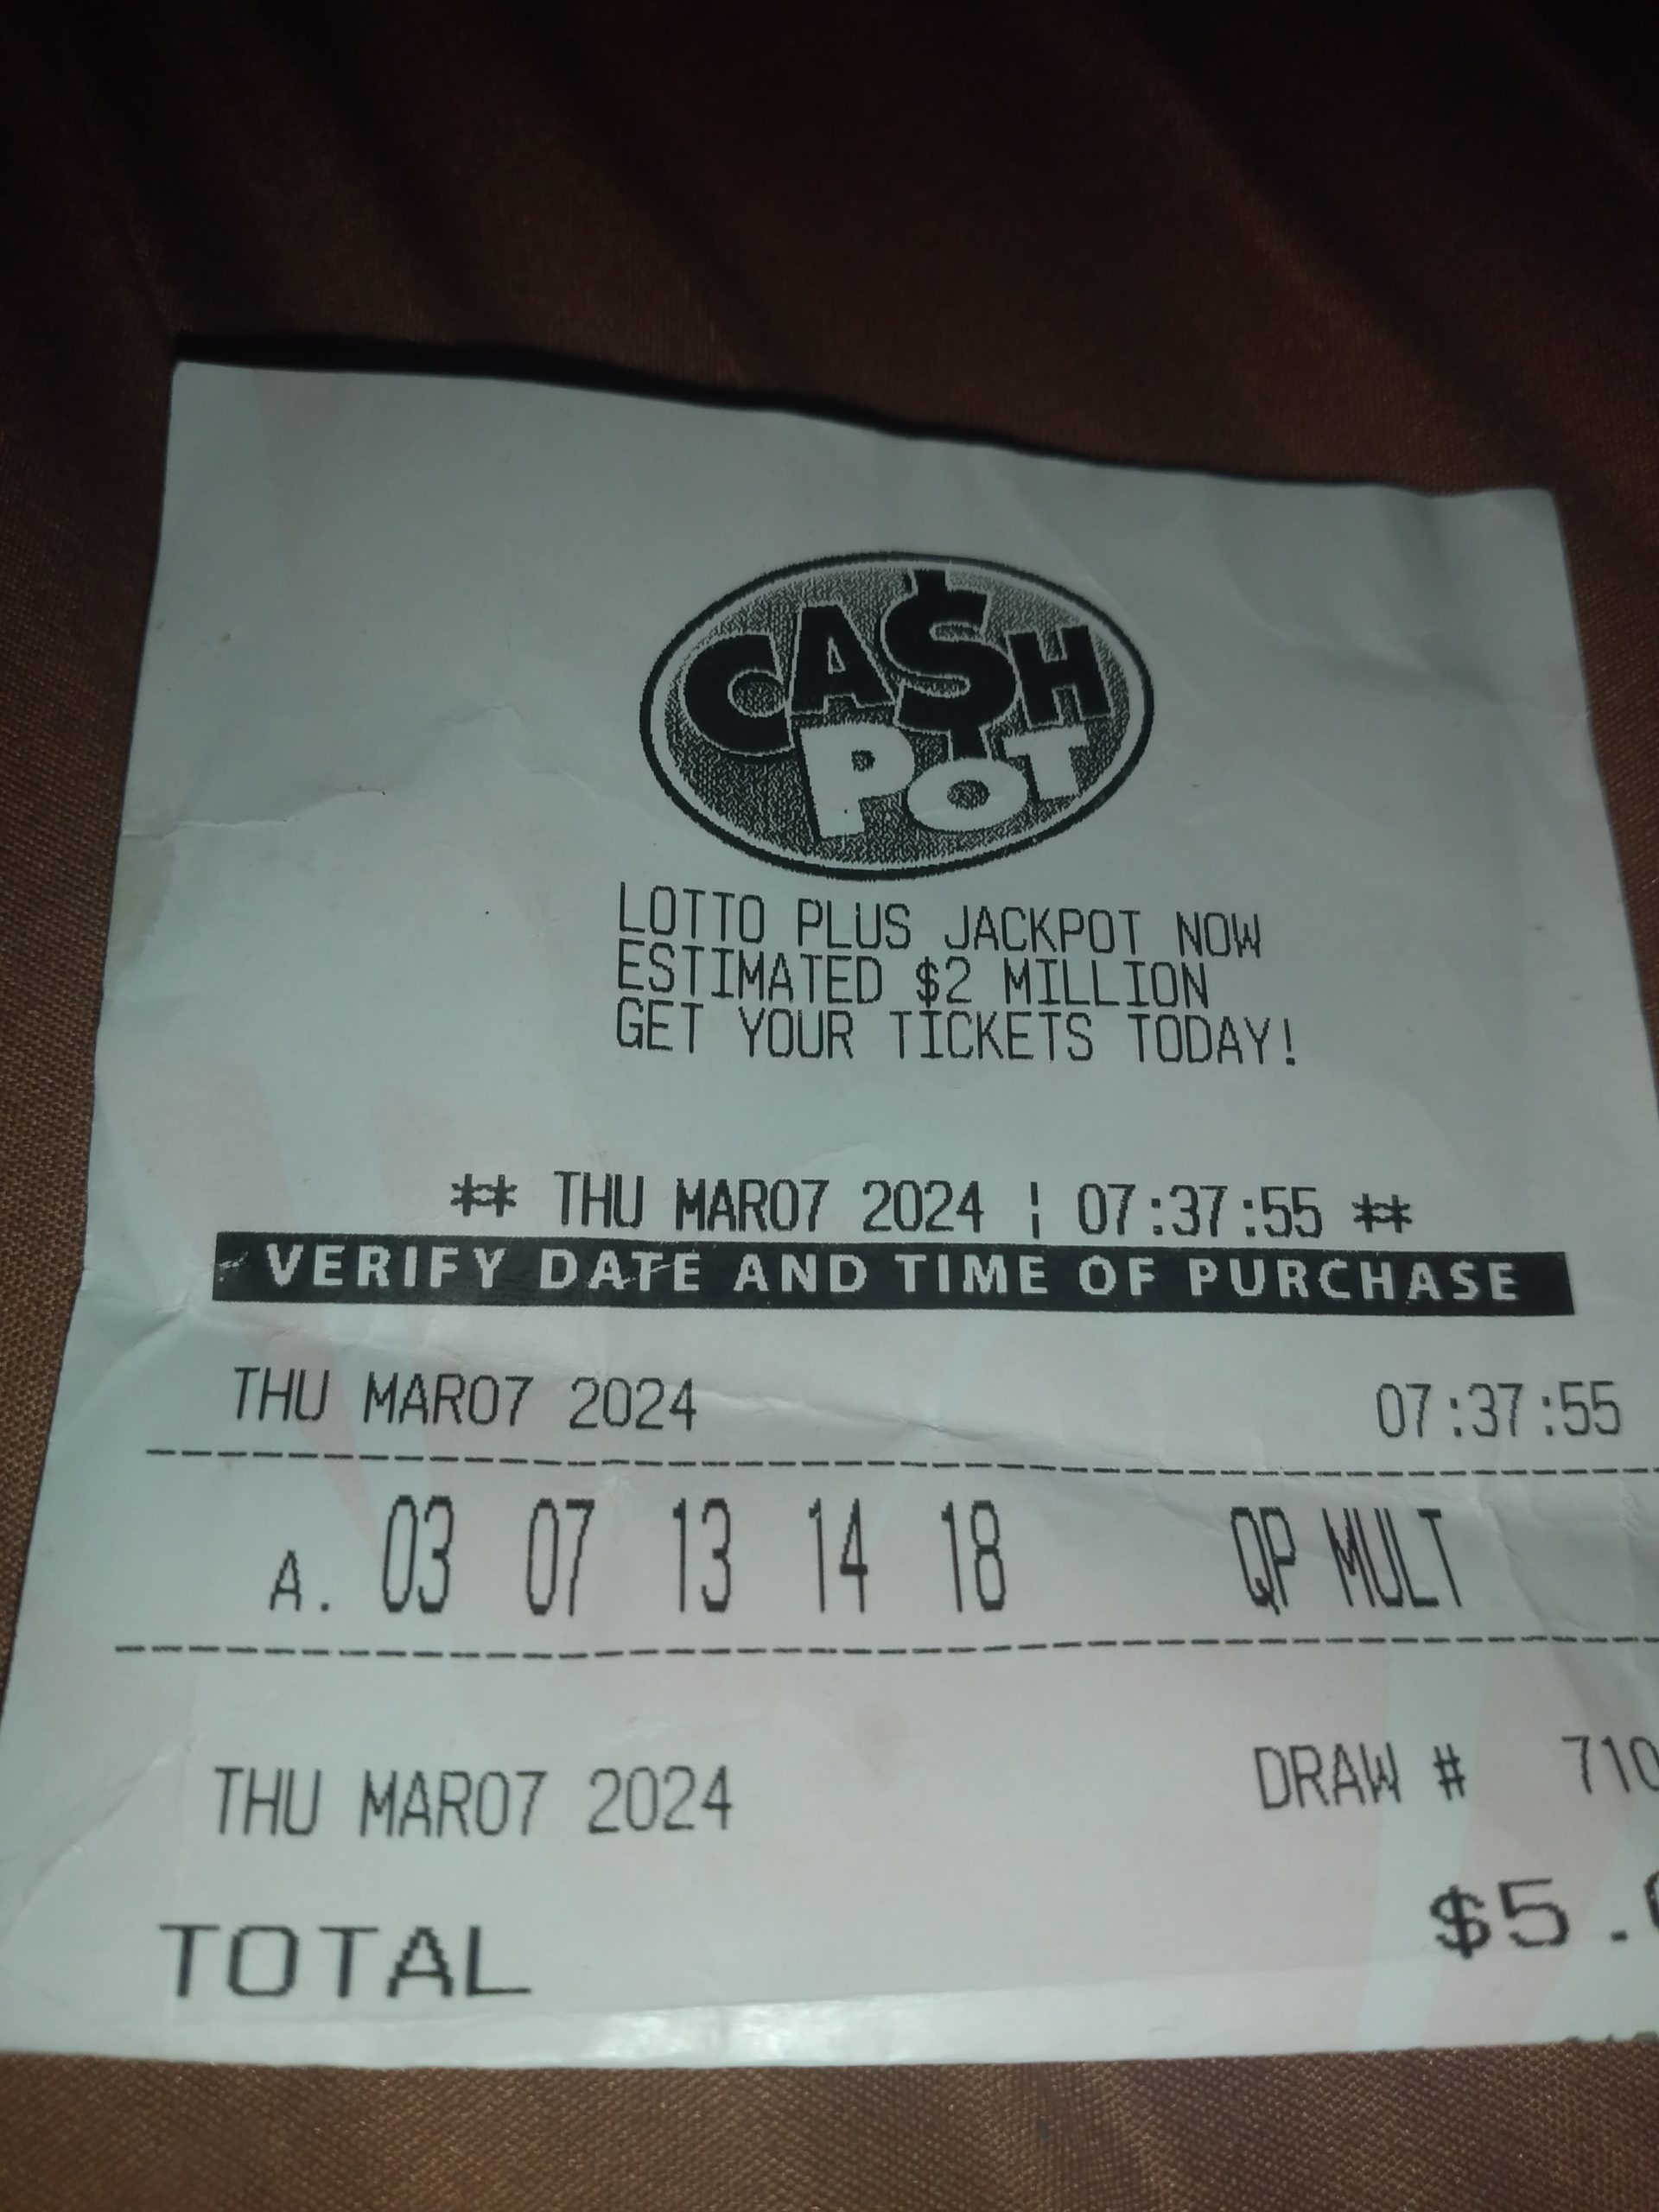 CA$H
POT
LOTTO PLUS JACKPOT NOW
ESTIMATED $2 MILLION
GET YOUR TICKETS TODAY!
** THU MAR07 2024 ¦ 07:37:55 **
VERIFY DATE AND TIME OF PURCHASE
THU MAR07 2024 07:37:55
A. 03 07 13 14 18 QP MULT
THU MAR07 2024 DRAW #
TOTAL